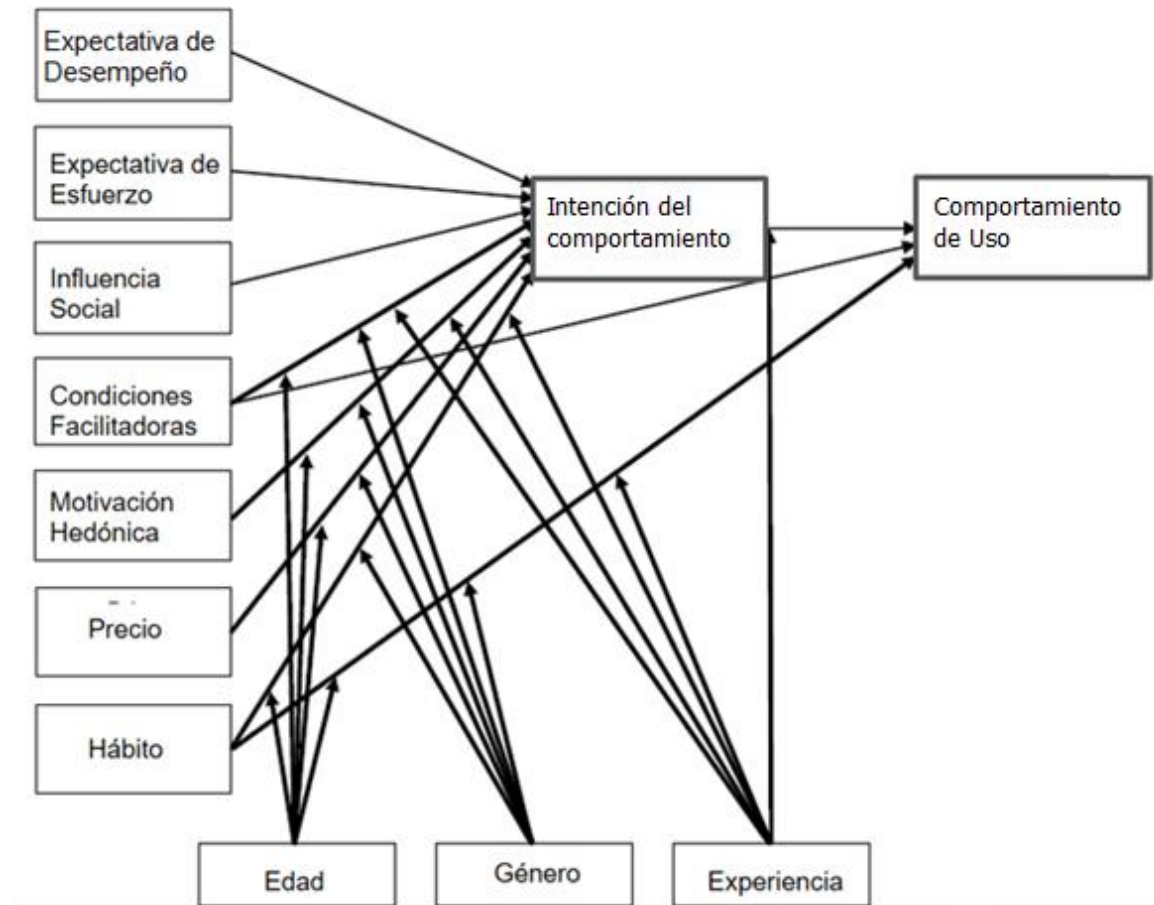 Expectativa de
Desempeño
Expectativa de
Esfuerzo
Influencia
Social
Condiciones
Facilitadoras
Motivación
Hedónica
Precio
Hábito
Intención del
comportamiento
Comportamiento
de Uso
Edad
Género
Experiencia